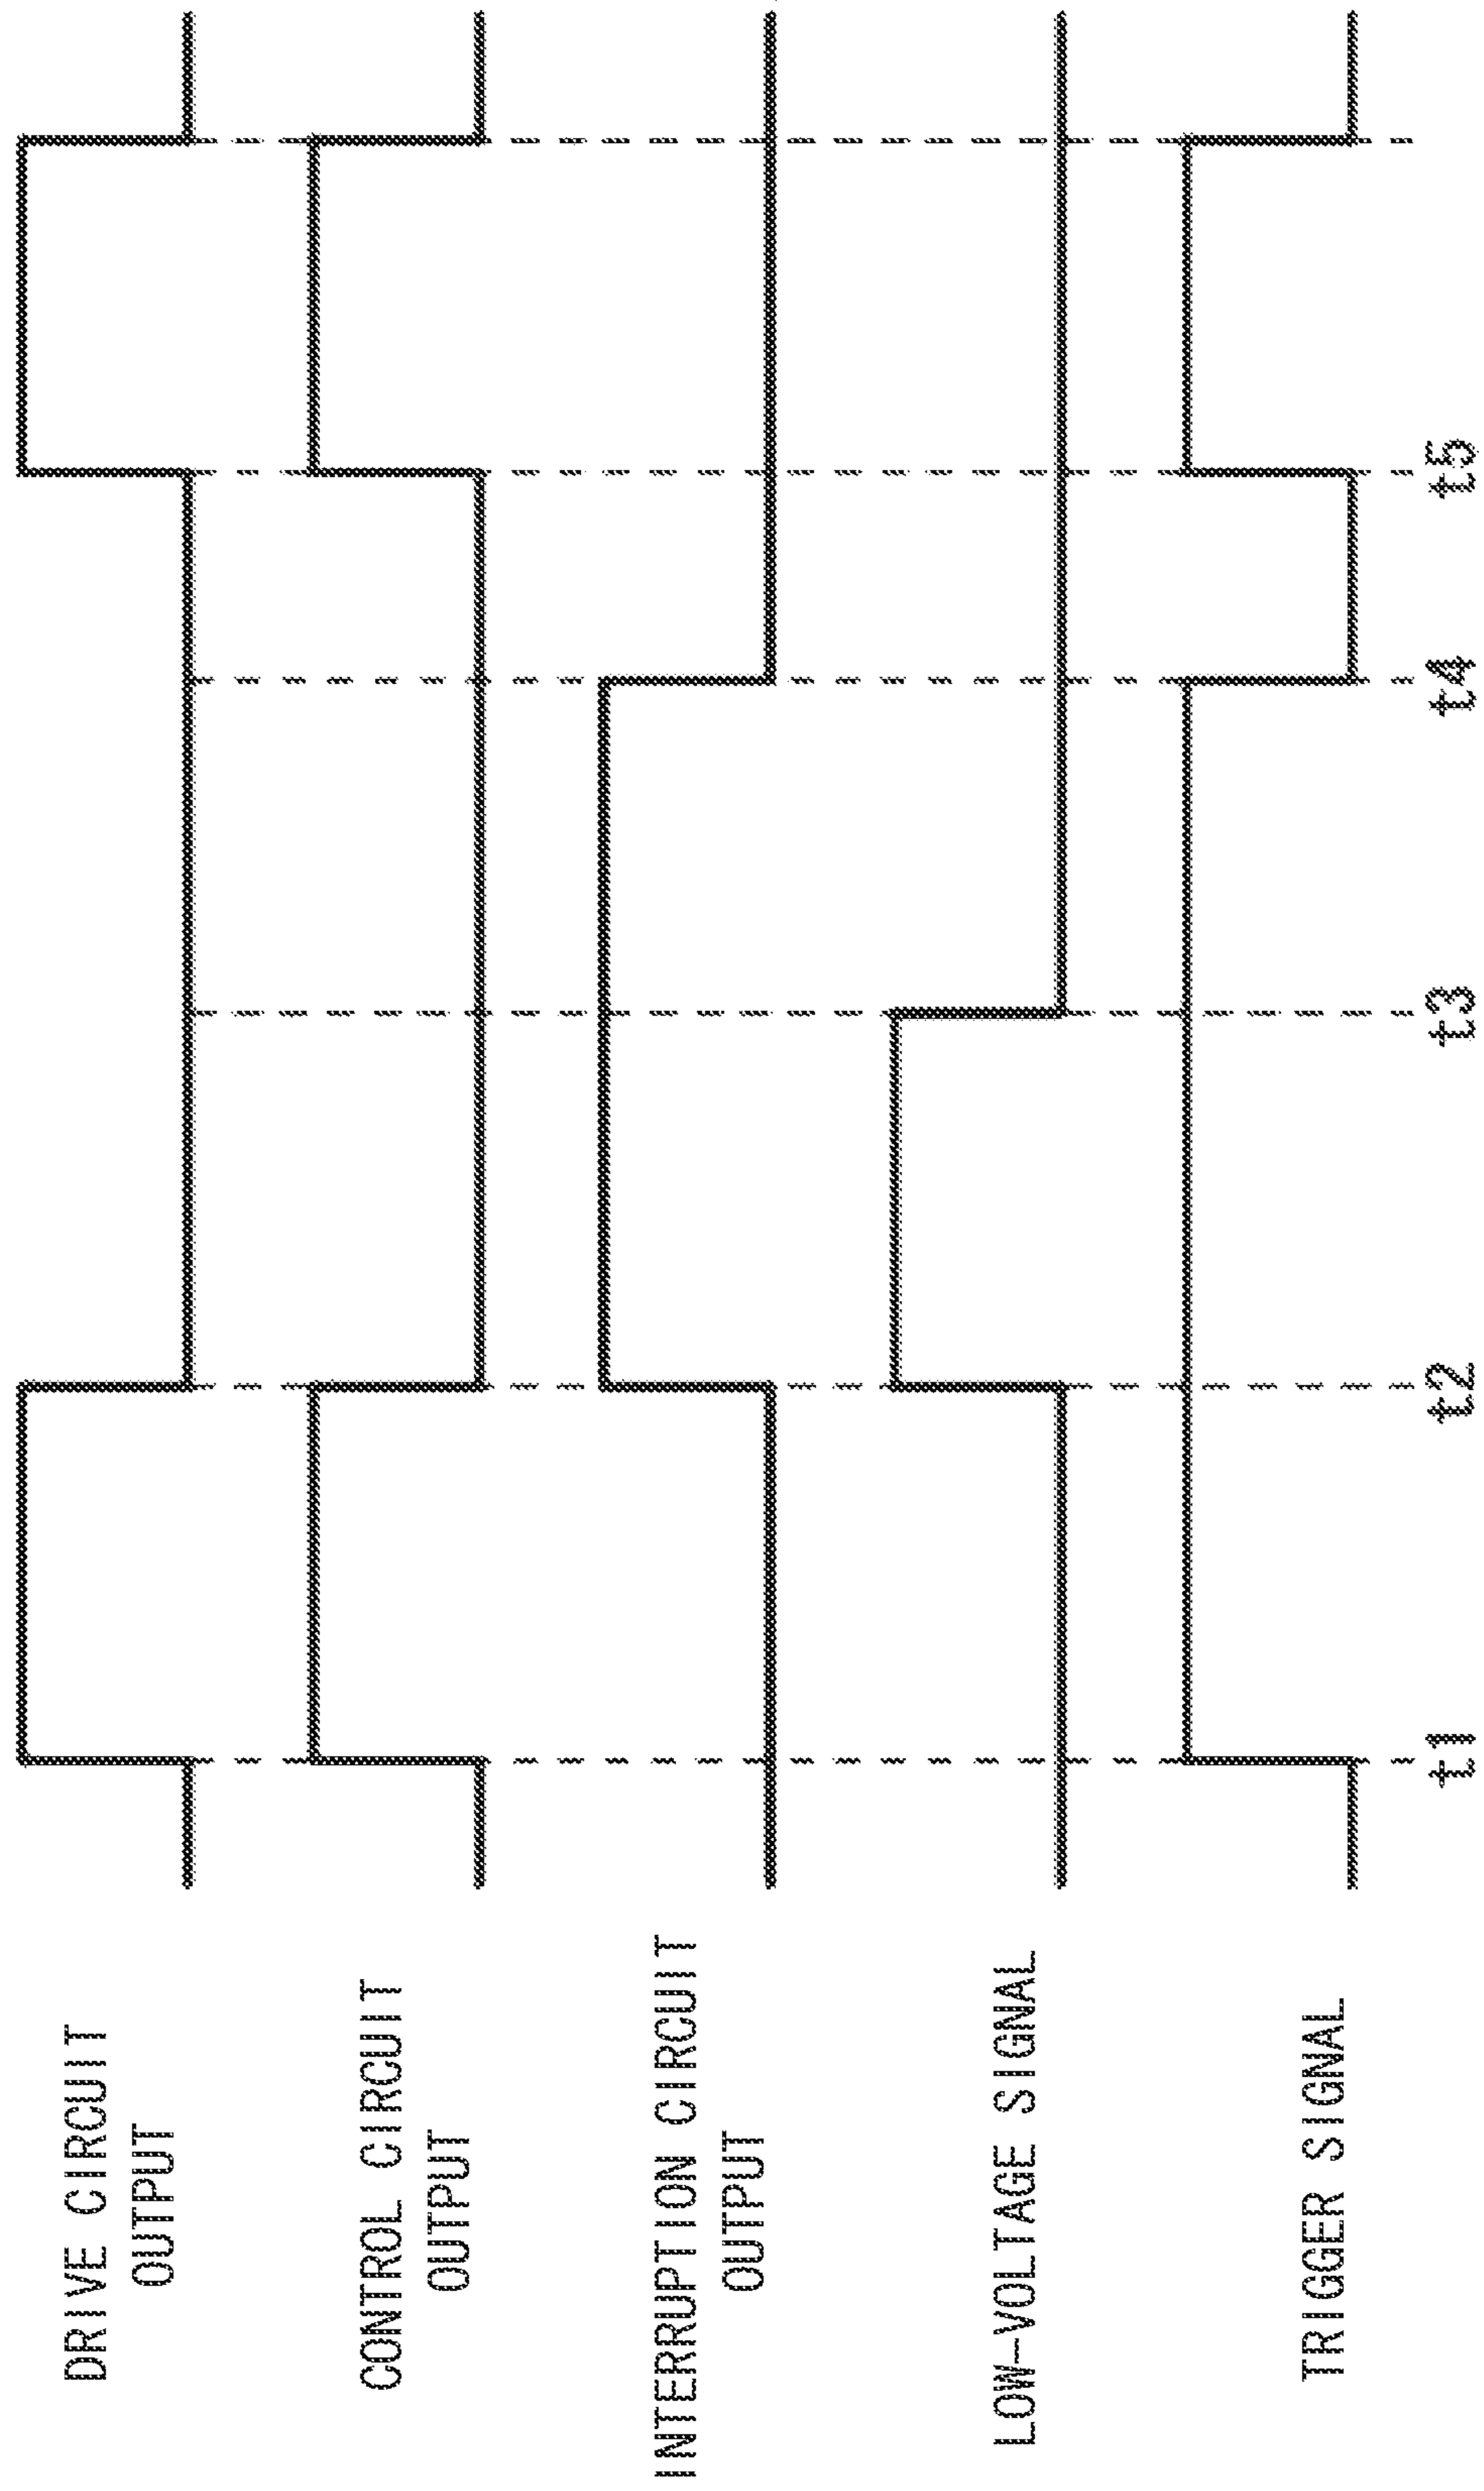 DRIVE CIRCUIT
OUTPUT
CONTROL CIRCUIT
OUTPUT
INTERRUPTION CIRCUIT
OUTPUT
LOW-VOLTAGE SIGNAL
TRIGGER SIGNAL
t1 t2 t3 t4 t5